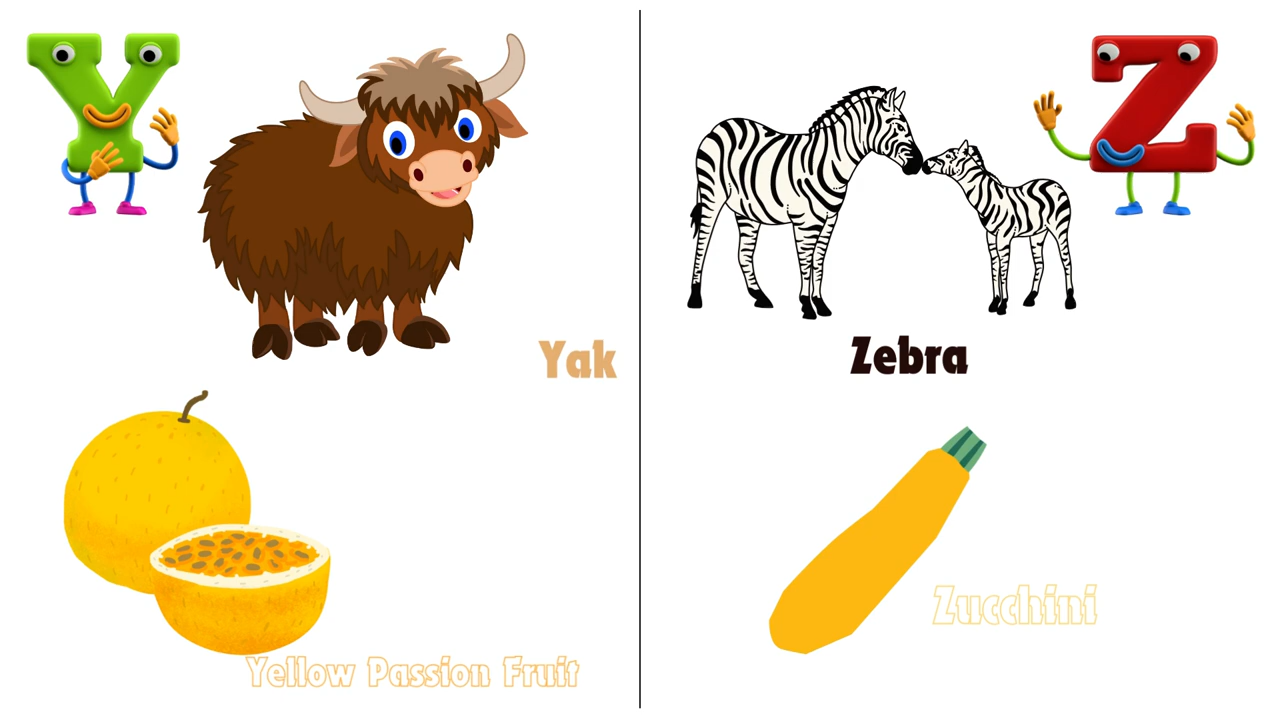 Y
Yak
Yellow Passion Fruit
Z
Zebra
Zucchini